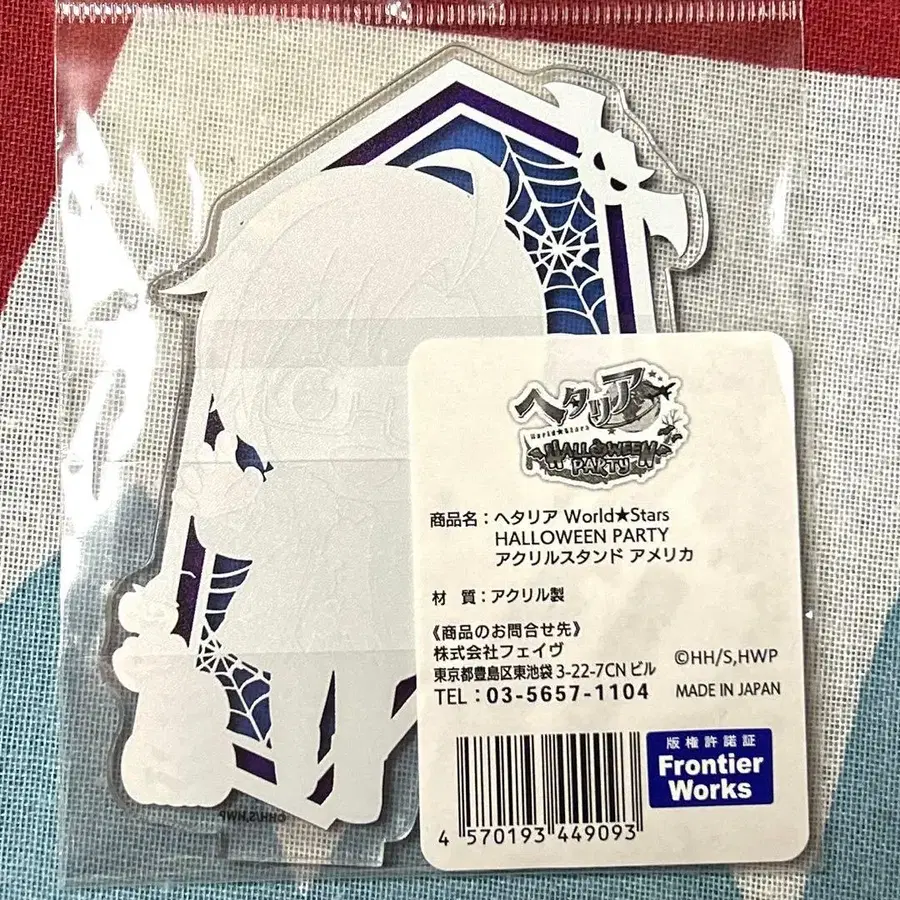 ヘタリア
World★Stars
HALLOWEEN
PARTY
商品名：ヘタリア World★Stars
HALLOWEEN PARTY
アクリルスタンド アメリカ
材　質：アクリル製
《商品のお問合せ先》
株式会社フェイヴ
東京都豊島区東池袋 3-22-7CN ビル
TEL：03-5657-1104
©HH/S,HWP
MADE IN JAPAN
版権許諾証
Frontier
Works
4 570193 449093
©HH/S,HWP